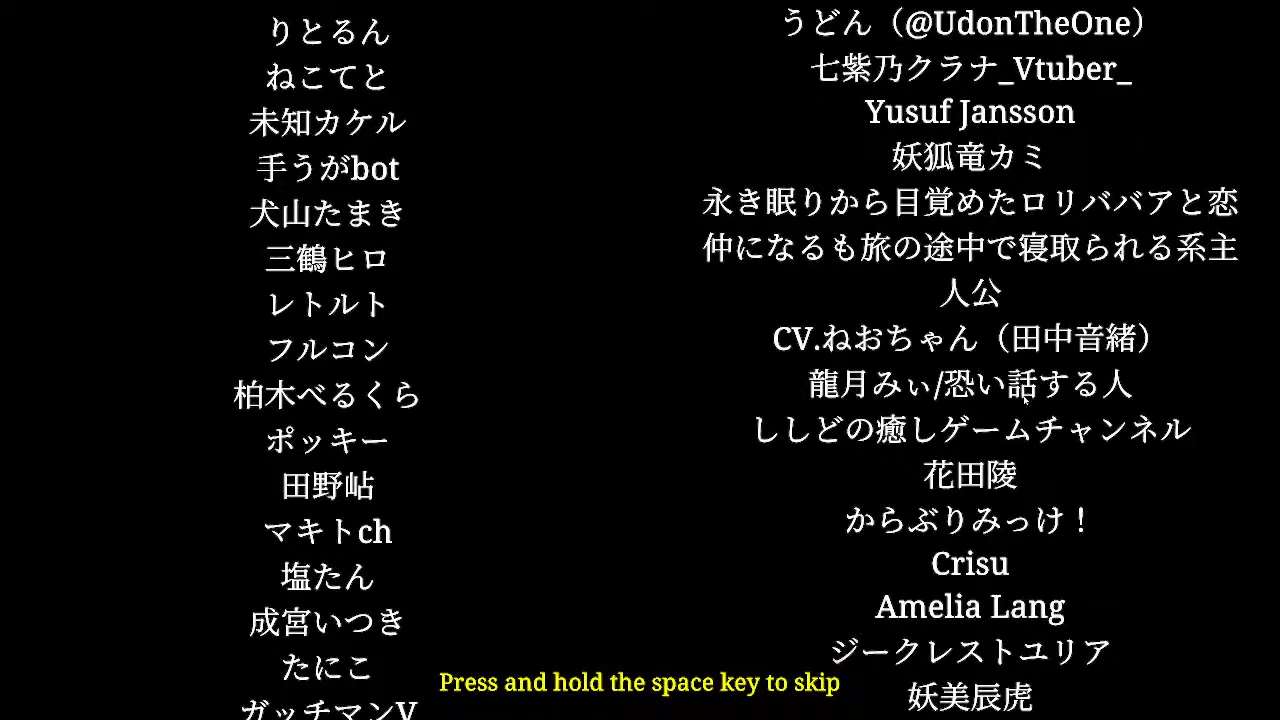 りとるん
ねこてと
未知カケル
手うがbot
犬山たまき
三鶴ヒロ
レトルト
フルコン
柏木べるくら
ポッキー
田野岵
マキトch
塩たん
成宮いつき
たにこ
ガッチマンV
うどん（@UdonTheOne）
七紫乃クラナ_Vtuber_
Yusuf Jansson
妖狐竜カミ
永き眠りから目覚めたロリババアと恋
仲になるも旅の途中で寝取られる系主
人公
CV.ねおちゃん（田中音緒）
龍月みぃ/恐い話する人
ししどの癒しゲームチャンネル
花田陵
からぶりみっけ！
Crisu
Amelia Lang
ジークレストユリア
妖美辰虎
Press and hold the space key to skip